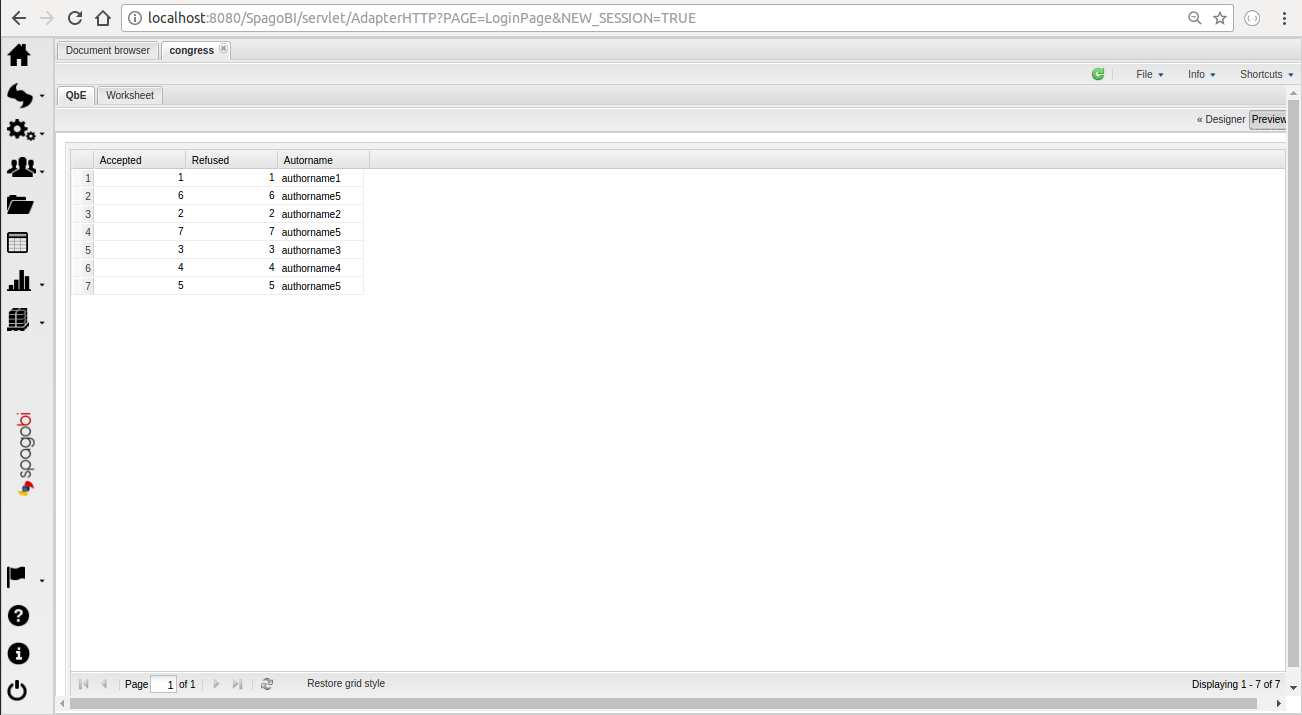 localhost:8080/SpagoBI/servlet/AdapterHTTP?PAGE=LoginPage&NEW_SESSION=TRUE
Document browser congress
File Info Shortcuts
QbE Worksheet
« Designer Preview
Accepted Refused Autorname
1 1 1 authorname1
2 6 6 authorname5
3 2 2 authorname2
4 7 7 authorname5
5 3 3 authorname3
6 4 4 authorname4
7 5 5 authorname5
spagobi
Page 1 of 1 Restore grid style Displaying 1 - 7 of 7